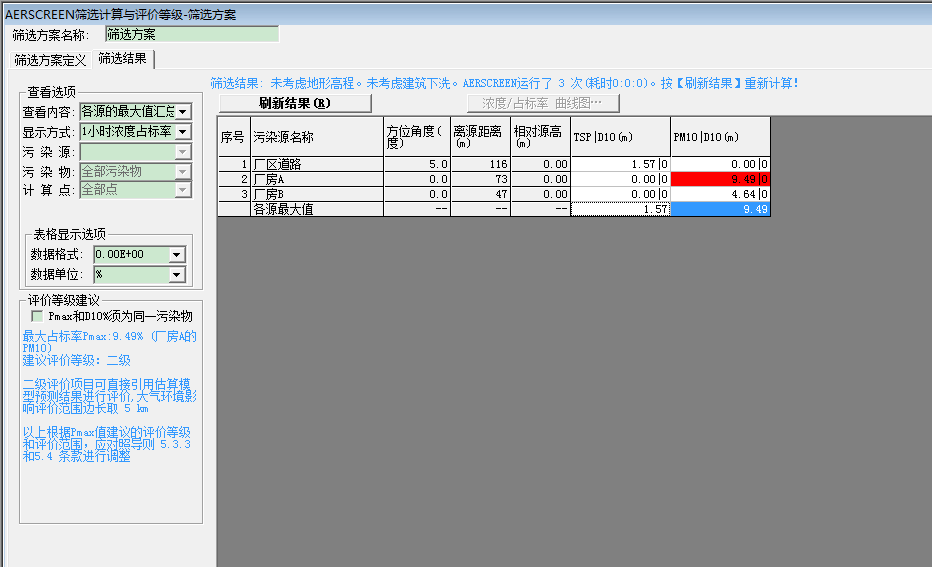 AERSCREEN筛选计算与评价等级-筛选方案
筛选方案名称: 筛选方案
筛选方案定义 筛选结果
筛选结果: 未考虑地形高程。未考虑建筑下洗。AERSCREEN运行了 3 次(耗时0:0:0)。按【刷新结果】重新计算!
查看选项
查看内容: 各源的最大值汇总
显示方式: 1小时浓度占标率
污 染 源:
污 染 物: 全部污染物
计 算 点: 全部点
表格显示选项
数据格式: 0.00E+00
数据单位: %
评价等级建议
Pmax和D10%须为同一污染物
最大占标率Pmax:9.49% (厂房A的
PM10)
建议评价等级: 二级
二级评价项目可直接引用估算模
型预测结果进行评价,大气环境影
响评价范围边长取 5 km
以上根据Pmax值建议的评价等级
和评价范围, 应对照导则 5.3.3
和5.4 条款进行调整
刷新结果(R) 浓度/占标率 曲线图…
序号 污染源名称 方位角度(度) 离源距离(m) 相对源高(m) TSP|D10(m) PM10|D10(m)
1 厂区道路 5.0 116 0.00 1.57|0 0.00|0
2 厂房A 0.0 73 0.00 0.00|0 9.49|0
3 厂房B 0.0 47 0.00 0.00|0 4.64|0
各源最大值 -- -- -- 1.57 9.49